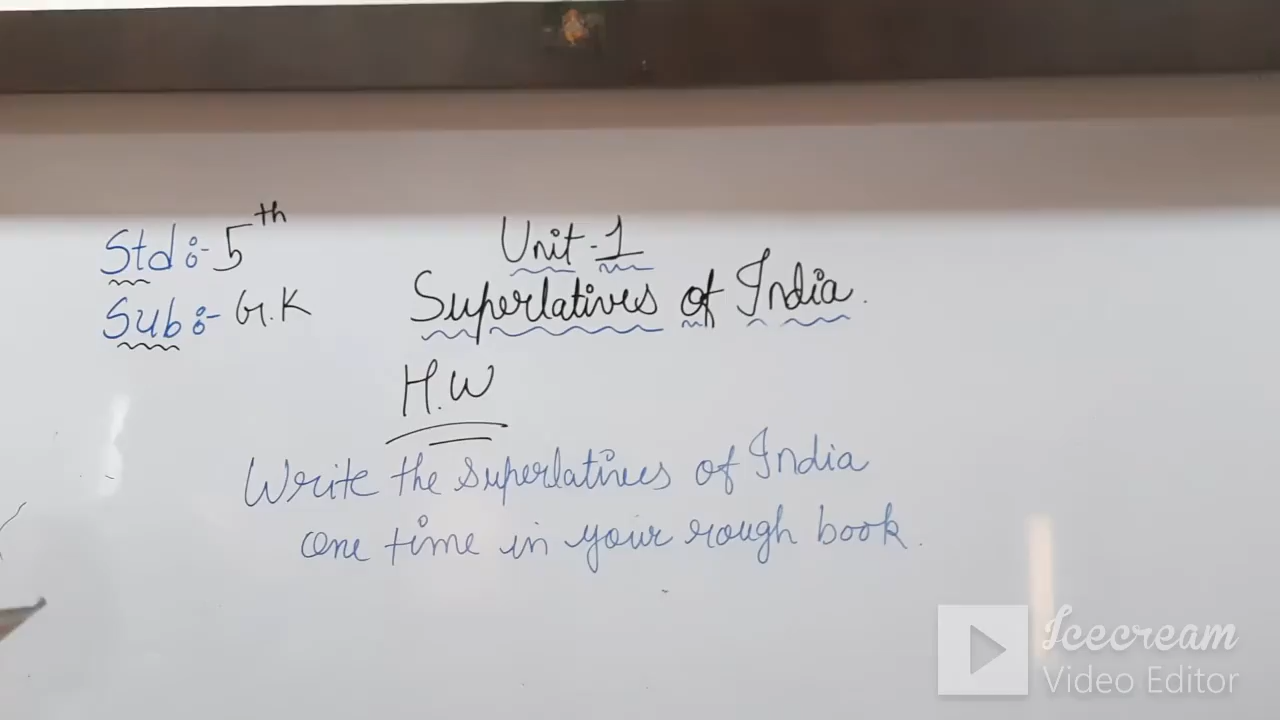 Std :- 5th
Sub :- G.K
Unit-1
Superlatives of India.
H.W
Write the superlatives of India
one time in your rough book.
Icecream
Video Editor